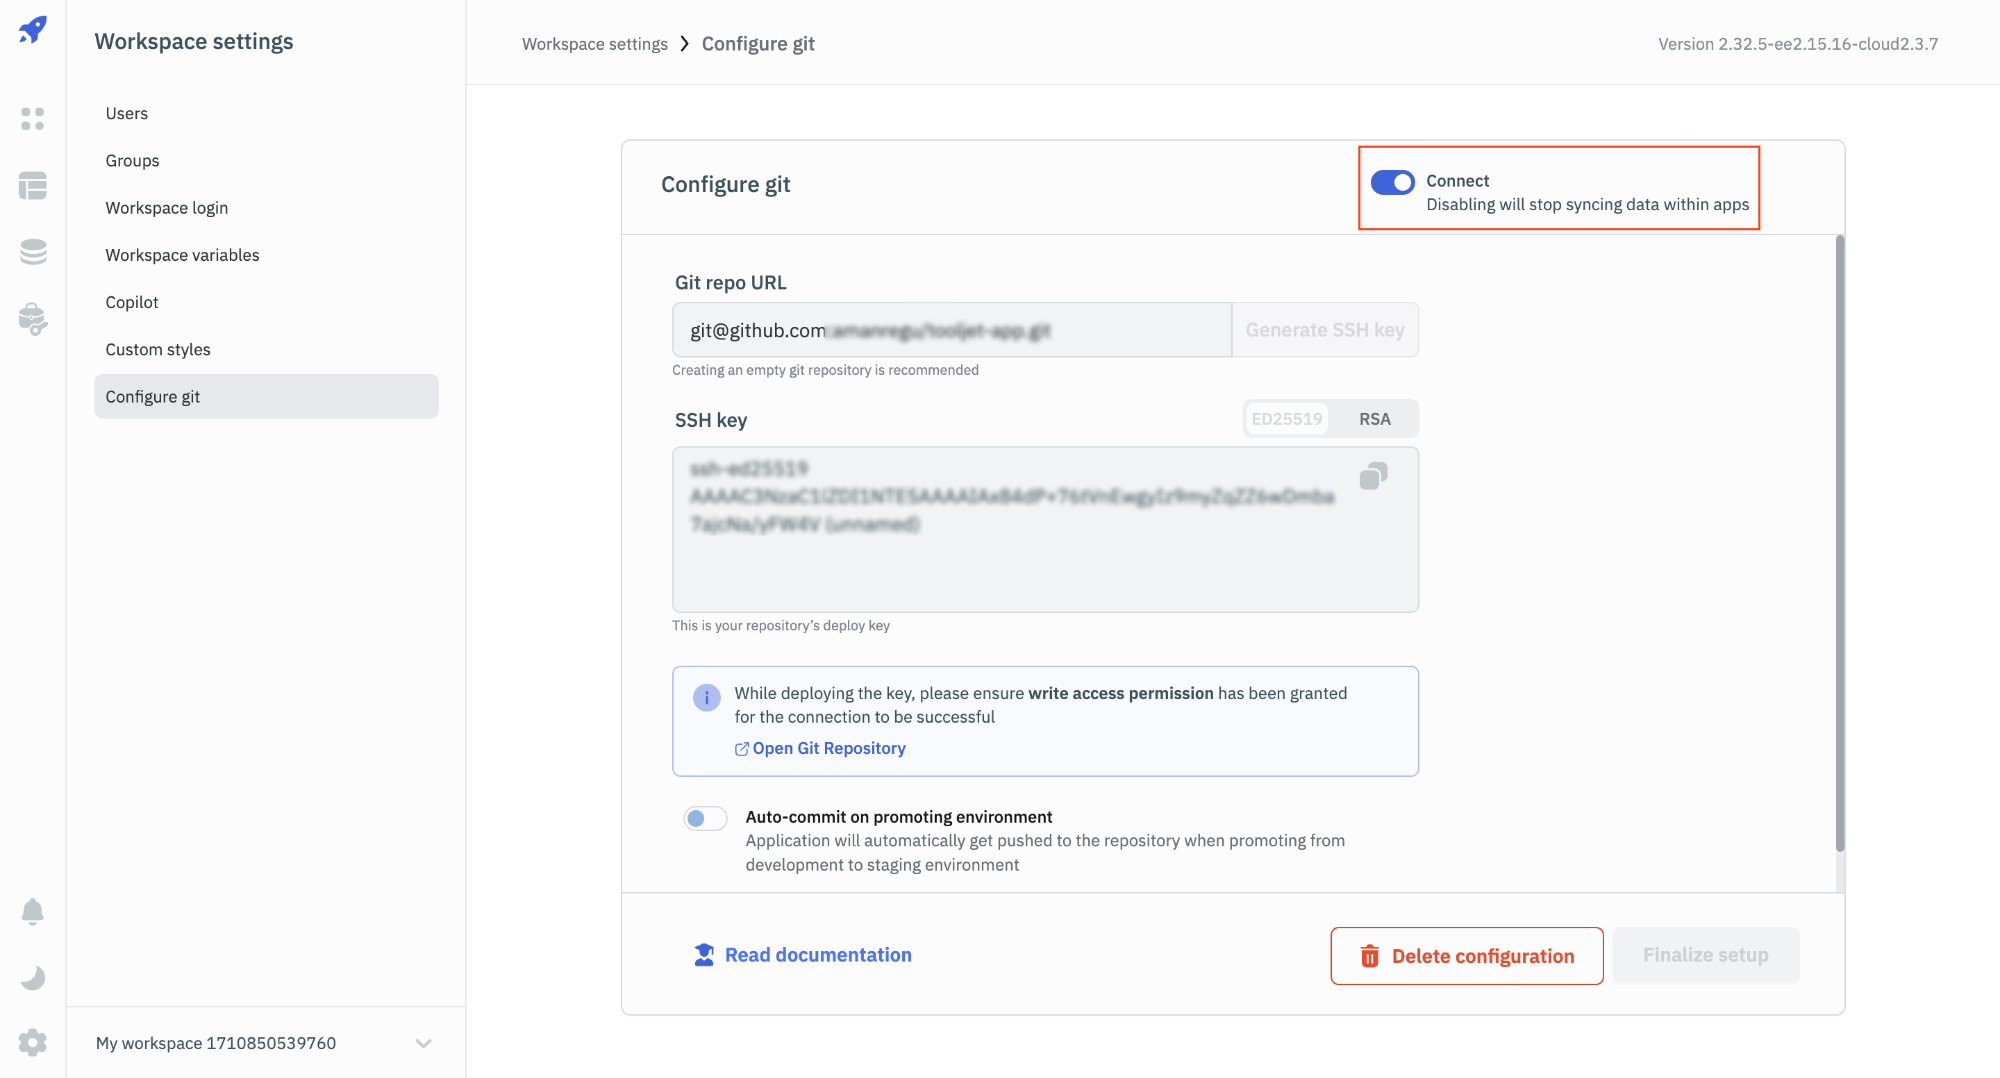 Workspace settings
Users
Groups
Workspace login
Workspace variables
Copilot
Custom styles
Configure git
My workspace 1710850539760
Workspace settings > Configure git
Version 2.32.5-ee2.15.16-cloud2.3.7
Configure git
Connect
Disabling will stop syncing data within apps
Git repo URL
git@github.com
Generate SSH key
Creating an empty git repository is recommended
SSH key
ED25519 RSA
This is your repository’s deploy key
While deploying the key, please ensure write access permission has been granted
for the connection to be successful
Open Git Repository
Auto-commit on promoting environment
Application will automatically get pushed to the repository when promoting from
development to staging environment
Read documentation
Delete configuration
Finalize setup